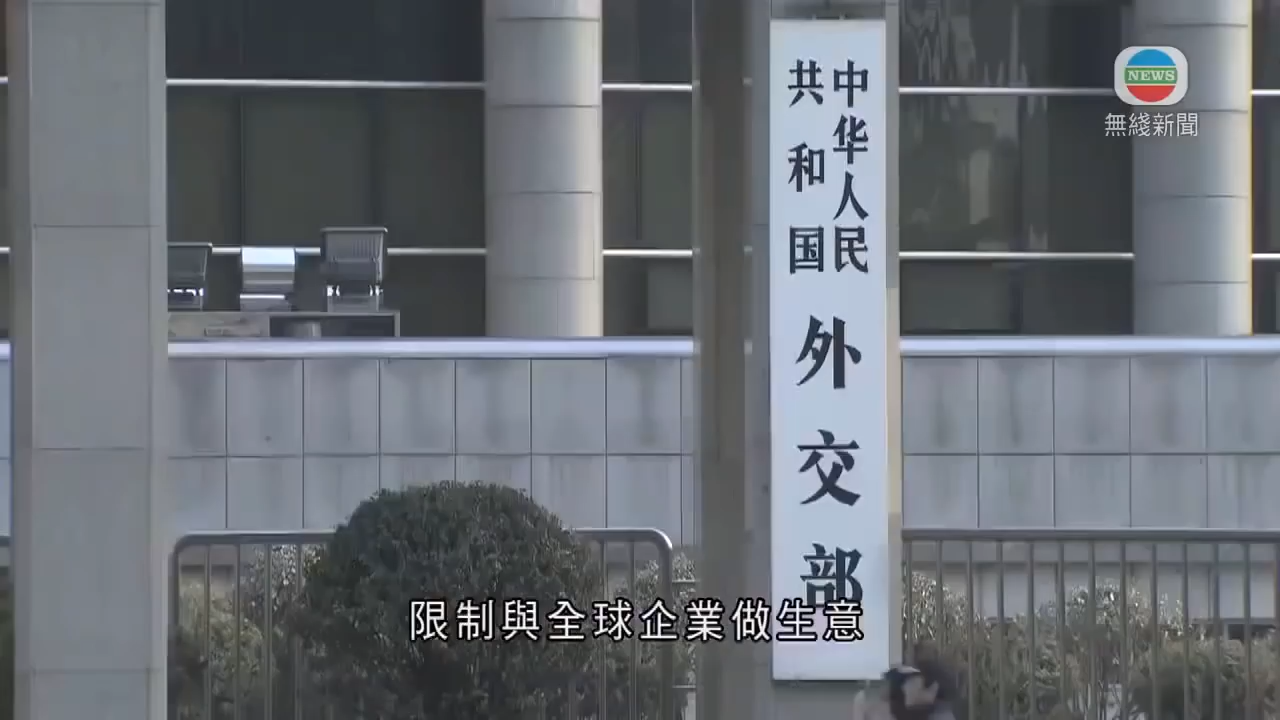 中华人民
共和国
外交部
NEWS
無綫新聞
限制與全球企業做生意